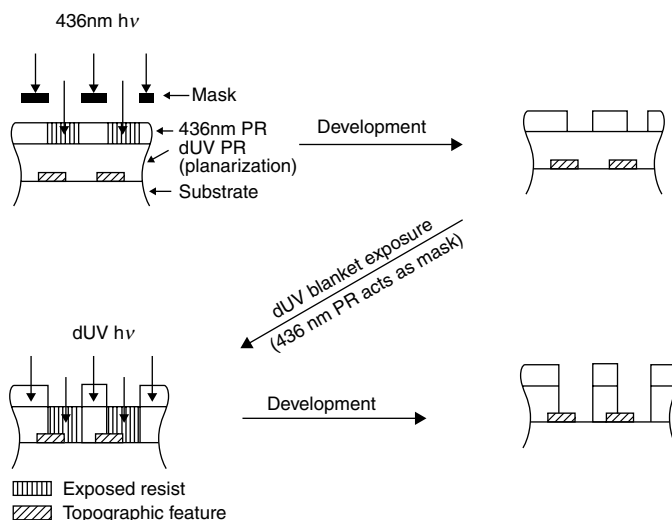 436nm hν
Mask
436nm PR
dUV PR
(planarization)
Substrate
Development
dUV blanket exposure
(436 nm PR acts as mask)
dUV hν
Development
Exposed resist
Topographic feature